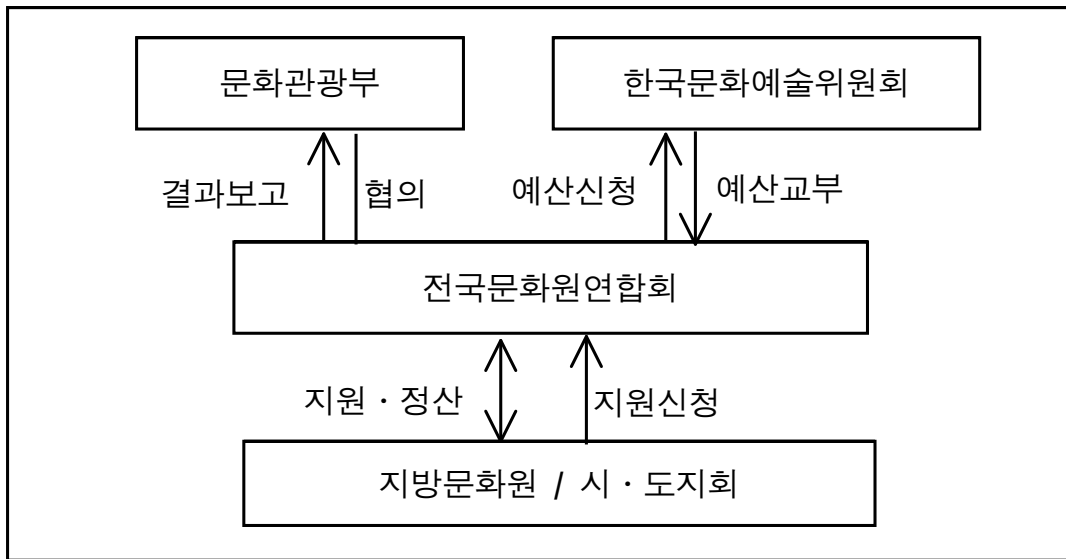 문화관광부
한국문화예술위원회
결과보고
협의
예산신청
예산교부
전국문화원연합회
지원・정산
지원신청
지방문화원 / 시・도지회